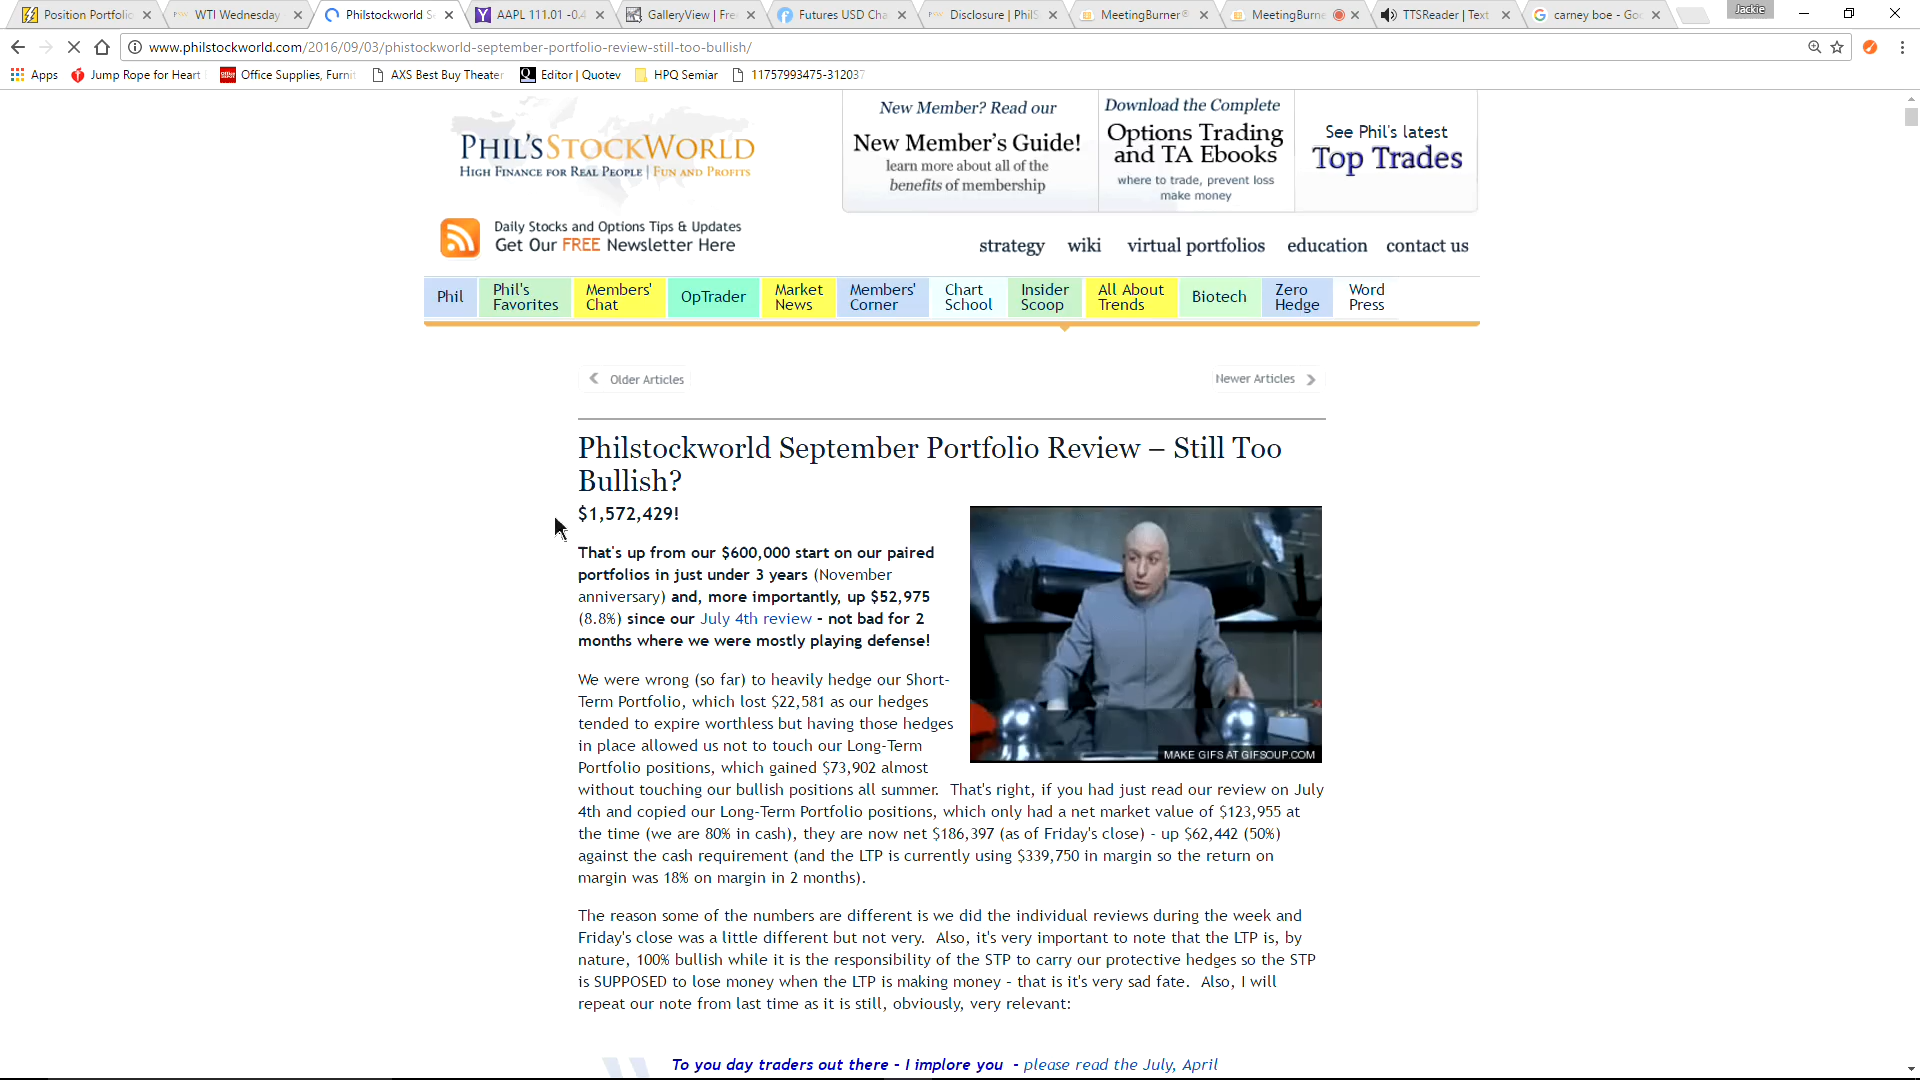 Position Portfolio
WTI Wednesday
Philstockworld S
AAPL 111.01 -0.4
GalleryView | Fre
Futures USD Cha
Disclosure | PhilS
MeetingBurner®
MeetingBurne
TTSReader | Text
carney boe - Goo
Jackie
www.philstockworld.com/2016/09/03/phistockworld-september-portfolio-review-still-too-bullish/
Apps
Jump Rope for Heart
Office Supplies, Furnit
AXS Best Buy Theater
Editor | Quotev
HPQ Semiar
11757993475-312037
PHIL'SSTOCKWORLD
HIGH FINANCE FOR REAL PEOPLE | FUN AND PROFITS
New Member? Read our
New Member's Guide!
learn more about all of the
benefits of membership
Download the Complete
Options Trading
and TA Ebooks
where to trade, prevent loss
make money
See Phil's latest
Top Trades
Daily Stocks and Options Tips & Updates
Get Our FREE Newsletter Here
strategy
wiki
virtual portfolios
education
contact us
Phil
Phil's
Favorites
Members'
Chat
OpTrader
Market
News
Members'
Corner
Chart
School
Insider
Scoop
All About
Trends
Biotech
Zero
Hedge
Word
Press
Older Articles
Newer Articles
Philstockworld September Portfolio Review – Still Too
Bullish?
$1,572,429!
That's up from our $600,000 start on our paired
portfolios in just under 3 years (November
anniversary) and, more importantly, up $52,975
(8.8%) since our July 4th review - not bad for 2
months where we were mostly playing defense!
MAKE GIFS AT GIFSOUP.COM
We were wrong (so far) to heavily hedge our Short-
Term Portfolio, which lost $22,581 as our hedges
tended to expire worthless but having those hedges
in place allowed us not to touch our Long-Term
Portfolio positions, which gained $73,902 almost
without touching our bullish positions all summer.  That's right, if you had just read our review on July
4th and copied our Long-Term Portfolio positions, which only had a net market value of $123,955 at
the time (we are 80% in cash), they are now net $186,397 (as of Friday's close) - up $62,442 (50%)
against the cash requirement (and the LTP is currently using $339,750 in margin so the return on
margin was 18% on margin in 2 months).
The reason some of the numbers are different is we did the individual reviews during the week and
Friday's close was a little different but not very.  Also, it's very important to note that the LTP is, by
nature, 100% bullish while it is the responsibility of the STP to carry our protective hedges so the STP
is SUPPOSED to lose money when the LTP is making money - that is it's very sad fate.  Also, I will
repeat our note from last time as it is still, obviously, very relevant:
To you day traders out there - I implore you - please read the July, April